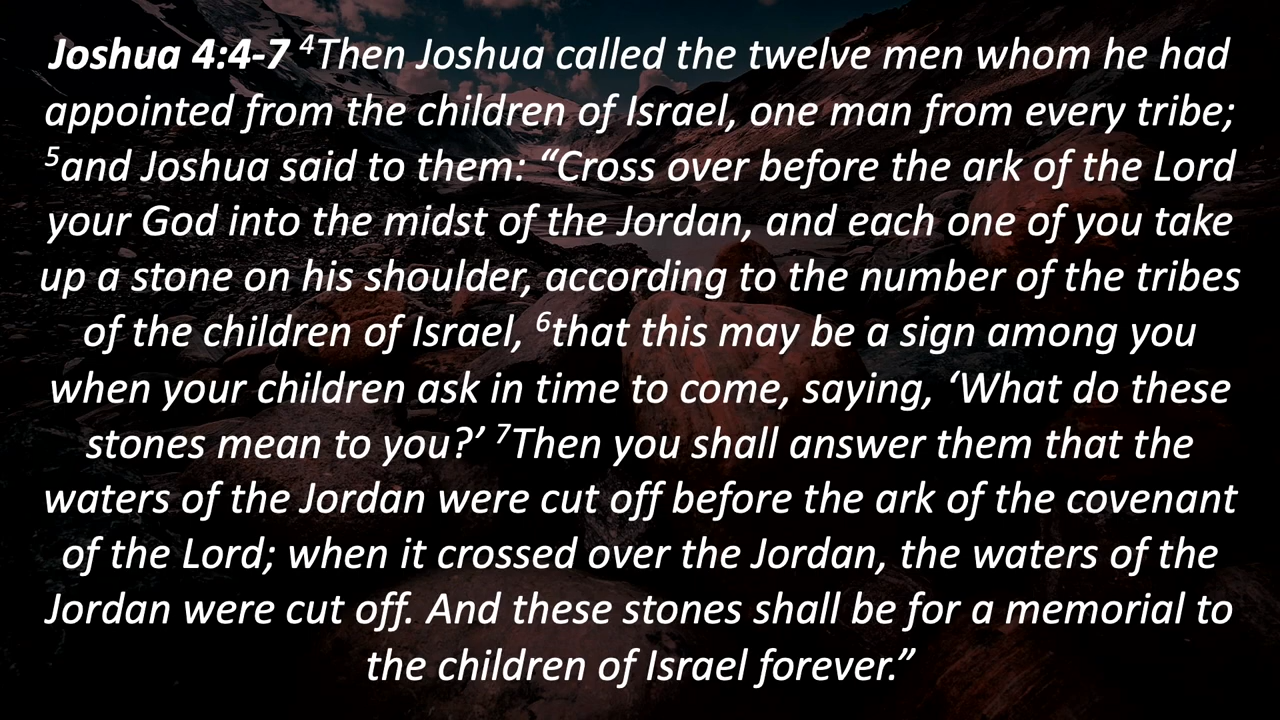 Joshua 4:4-7 ⁴Then Joshua called the twelve men whom he had
appointed from the children of Israel, one man from every tribe;
⁵and Joshua said to them: “Cross over before the ark of the Lord
your God into the midst of the Jordan, and each one of you take
up a stone on his shoulder, according to the number of the tribes
of the children of Israel, ⁶that this may be a sign among you
when your children ask in time to come, saying, ‘What do these
stones mean to you?’ ⁷Then you shall answer them that the
waters of the Jordan were cut off before the ark of the covenant
of the Lord; when it crossed over the Jordan, the waters of the
Jordan were cut off. And these stones shall be for a memorial to
the children of Israel forever.”